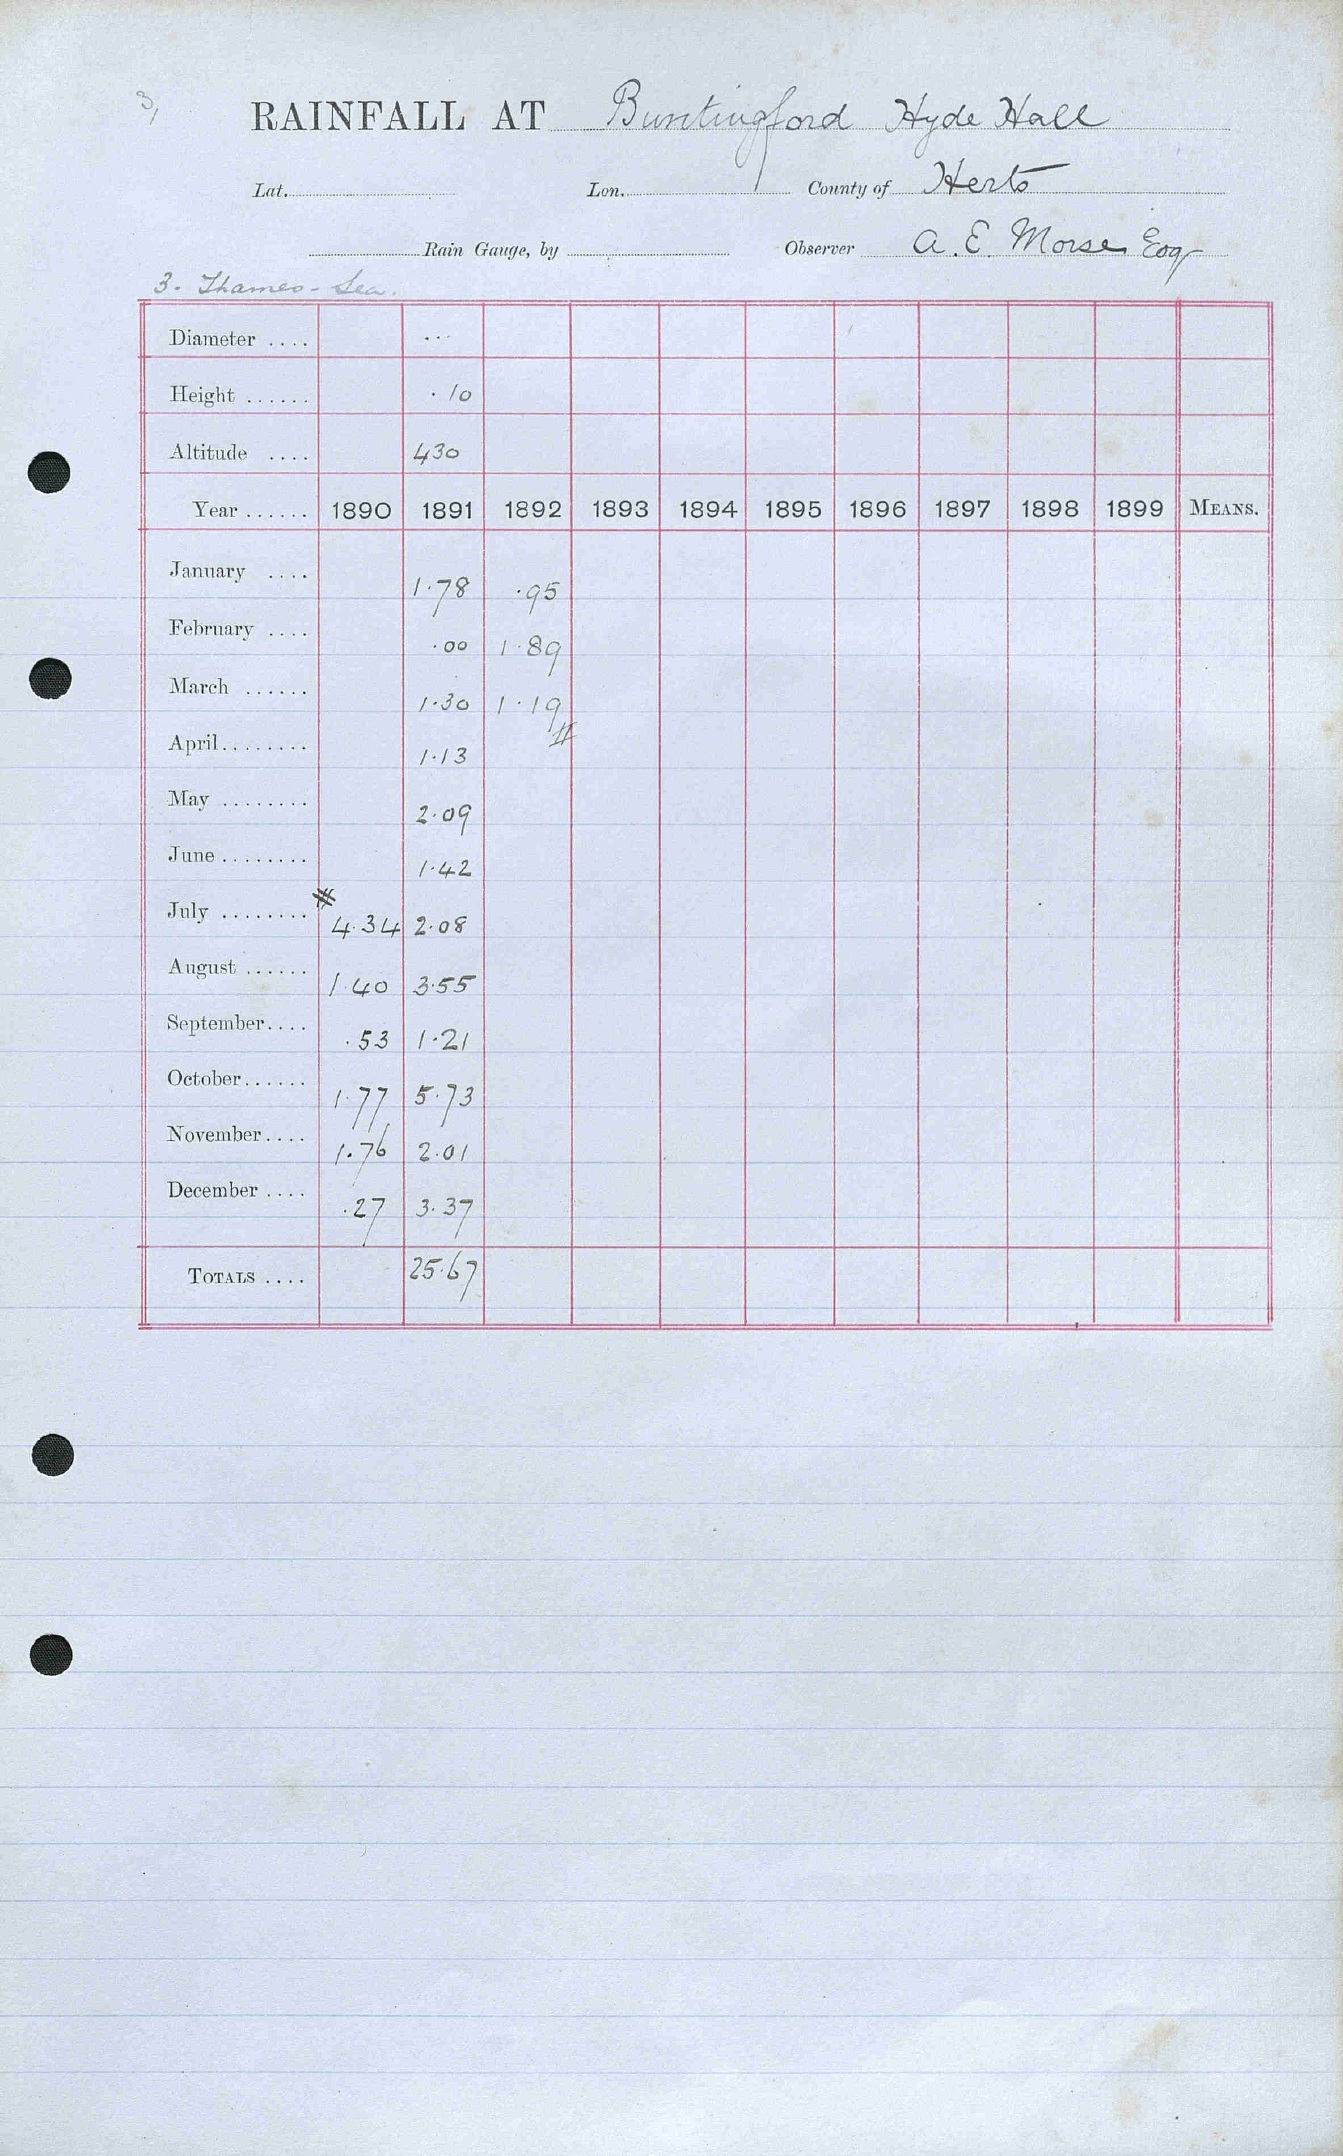 3,
RAINFALL AT Buntingford Hyde Hall
Lat. Lon. County of Herts
Rain Gauge, by Observer A. E. Morse Esq
3. Thames - Sea.
Diameter .... ...
Height ...... .10
Altitude .... 430
Year ...... 1890 1891 1892 1893 1894 1895 1896 1897 1898 1899 MEANS.
January .... 1.78 .95
February .... .00 1.89
March ...... 1.30 1.19
April ........ 1.13 #
May ........ 2.09
June ........ 1.42
July ........ # 4.34 2.08
August ...... 1.40 3.55
September.... .53 1.21
October...... 1.77 5.73
November.... 1.76 2.01
December .... .27 3.37
TOTALS .... 25.67